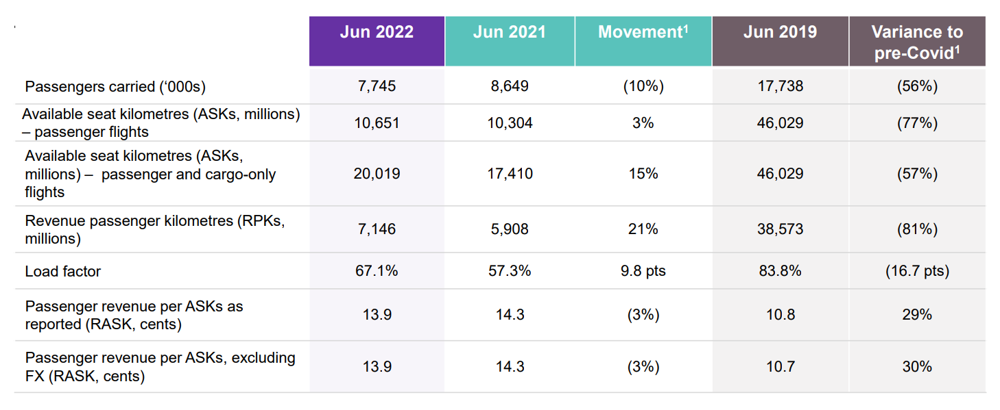 Jun 2022 Jun 2021 Movement¹ Jun 2019 Variance to
pre-Covid¹
Passengers carried (‘000s) 7,745 8,649 (10%) 17,738 (56%)
Available seat kilometres (ASKs, millions)
– passenger flights 10,651 10,304 3% 46,029 (77%)
Available seat kilometres (ASKs,
millions) – passenger and cargo-only 20,019 17,410 15% 46,029 (57%)
flights
Revenue passenger kilometres (RPKs,
millions) 7,146 5,908 21% 38,573 (81%)
Load factor 67.1% 57.3% 9.8 pts 83.8% (16.7 pts)
Passenger revenue per ASKs as
reported (RASK, cents) 13.9 14.3 (3%) 10.8 29%
Passenger revenue per ASKs, excluding
FX (RASK, cents) 13.9 14.3 (3%) 10.7 30%